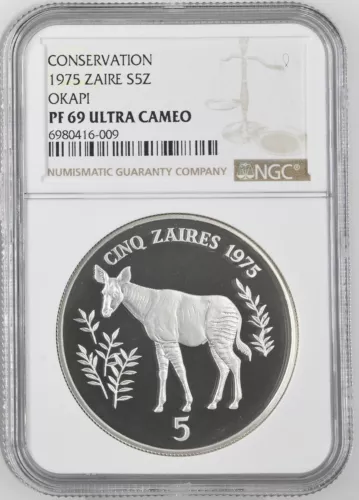 CONSERVATION
1975 ZAIRE S5Z
OKAPI
PF 69 ULTRA CAMEO
6980416-009
NUMISMATIC GUARANTY COMPANY
NGC®
CINQ ZAIRES 1975
5